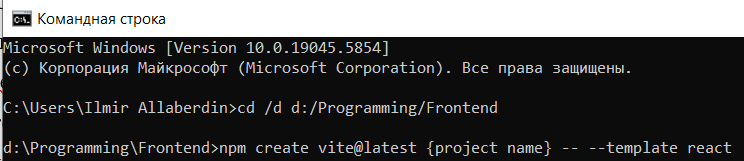 Командная строка
Microsoft Windows [Version 10.0.19045.5854]
(c) Корпорация Майкрософт (Microsoft Corporation). Все права защищены.
C:\Users\Ilmir Allaberdin>cd /d d:/Programming/Frontend
d:\Programming\Frontend>npm create vite@latest {project name} -- --template react